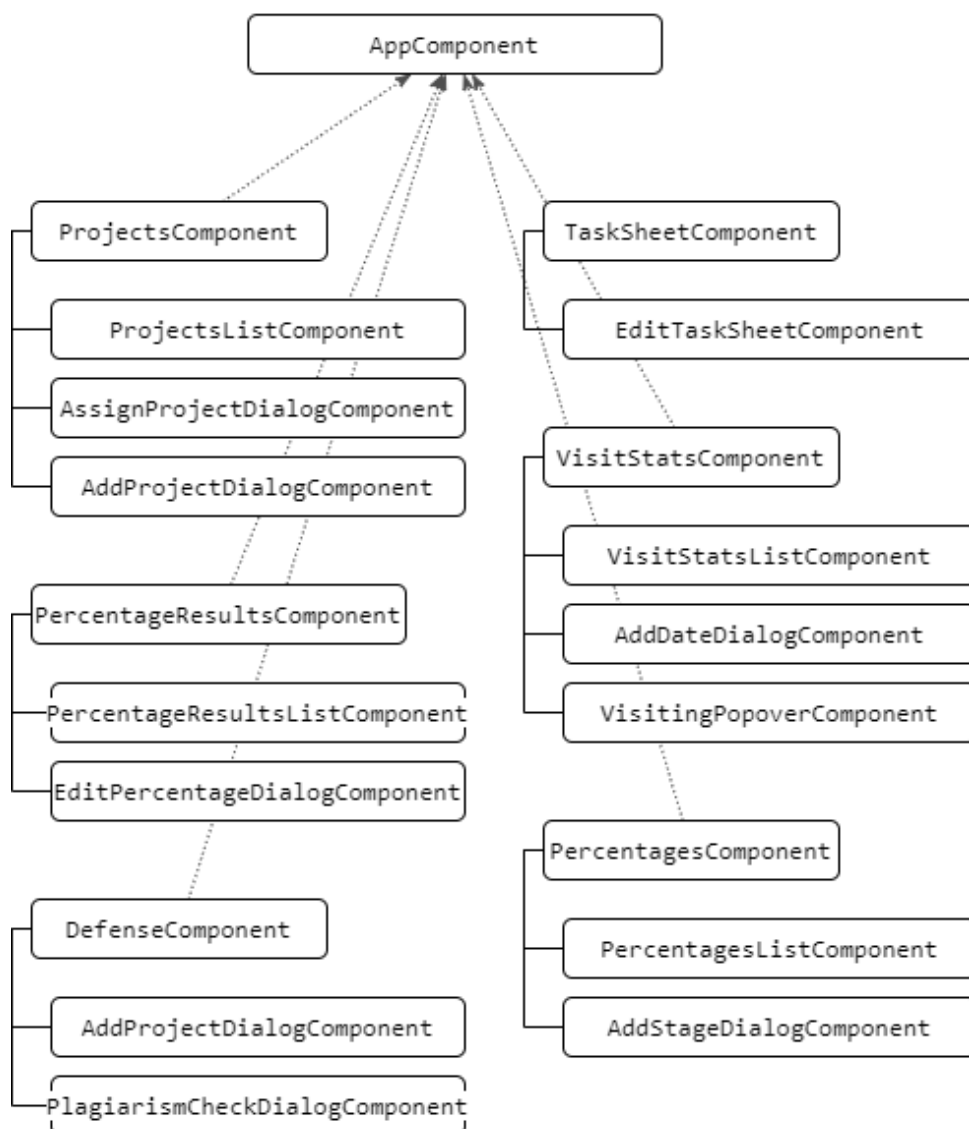 AppComponent
ProjectsComponent
ProjectsListComponent
AssignProjectDialogComponent
AddProjectDialogComponent
PercentageResultsComponent
PercentageResultsListComponent
EditPercentageDialogComponent
DefenseComponent
AddProjectDialogComponent
PlagiarismCheckDialogComponent
TaskSheetComponent
EditTaskSheetComponent
VisitStatsComponent
VisitStatsListComponent
AddDateDialogComponent
VisitingPopoverComponent
PercentagesComponent
PercentagesListComponent
AddStageDialogComponent